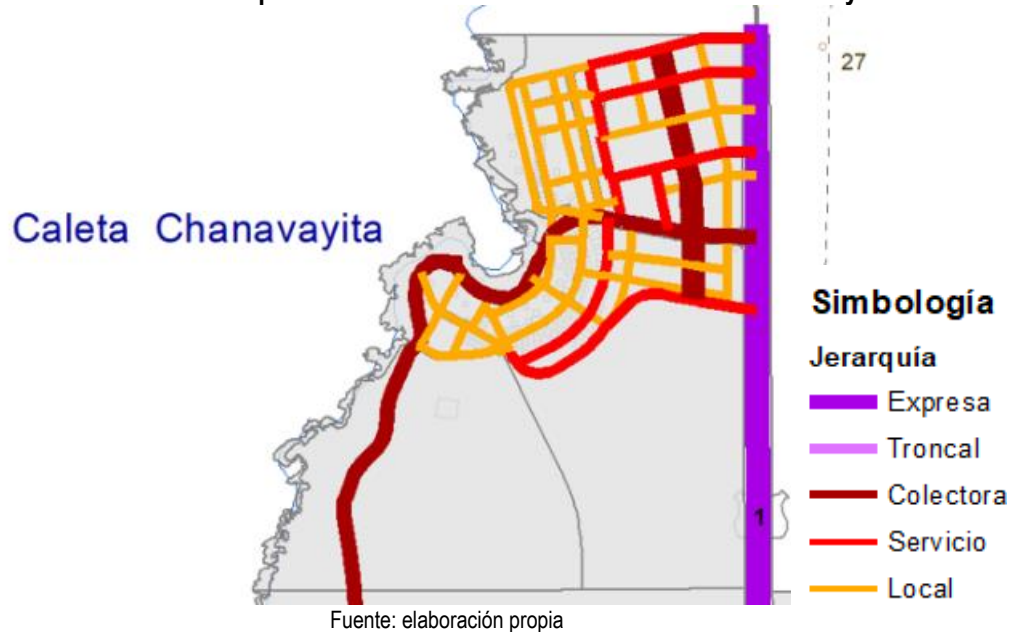 27
Caleta Chanavayita
Simbología
Jerarquía
Expresa
Troncal
Colectora
1
Servicio
Local
Fuente: elaboración propia